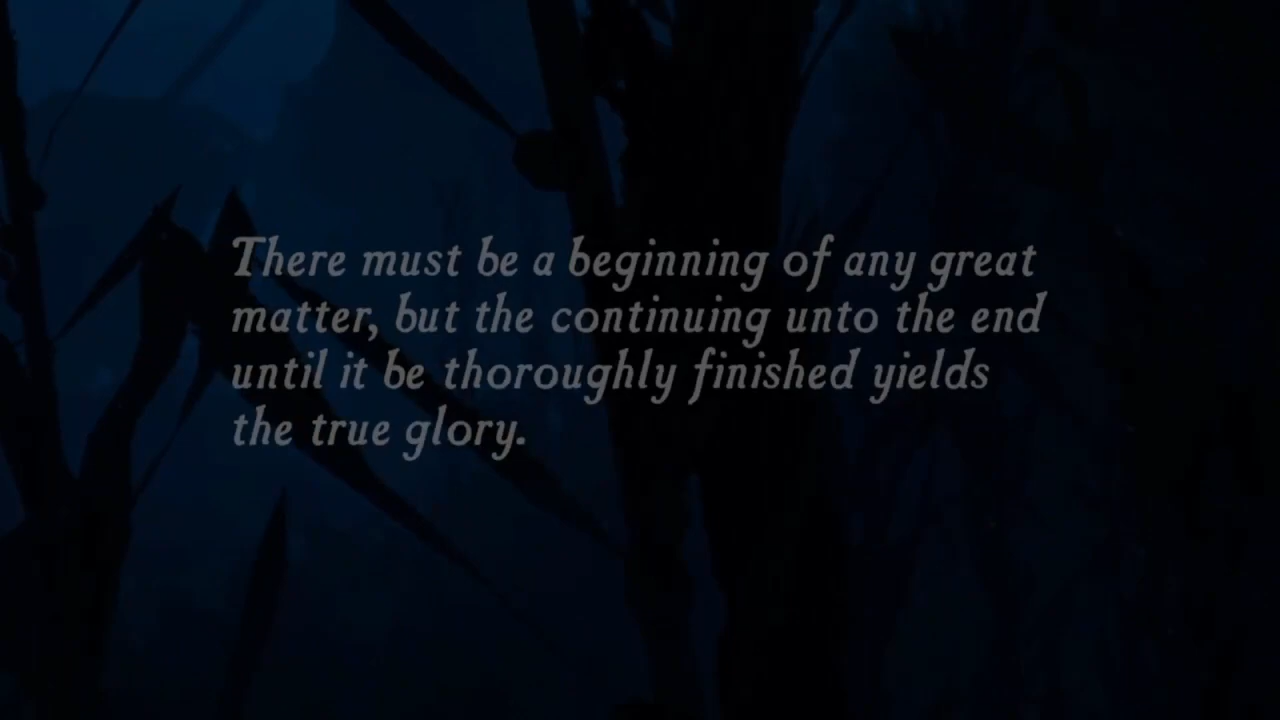 There must be a beginning of any great
matter, but the continuing unto the end
until it be thoroughly finished yields
the true glory.